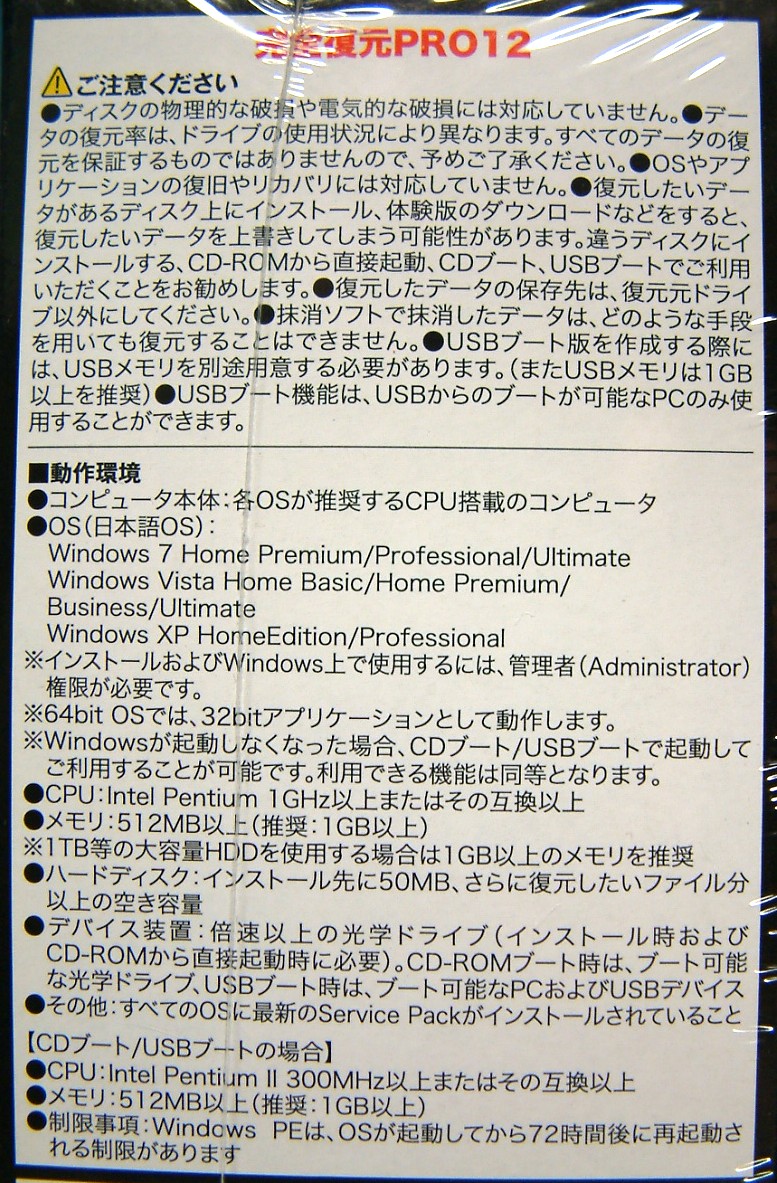 完全復元PRO12
ご注意ください
●ディスクの物理的な破損や電気的な破損には対応していません。●デー
タの復元率は、ドライブの使用状況により異なります。すべてのデータの復
元を保証するものではありませんので、予めご了承ください。●OSやアプ
リケーションの復旧やリカバリには対応していません。●復元したいデー
タがあるディスク上にインストール、体験版のダウンロードなどをすると、
復元したいデータを上書きしてしまう可能性があります。違うディスクにイ
ンストールする、CD-ROMから直接起動、CDブート、USBブートでご利用
いただくことをお勧めします。●復元したデータの保存先は、復元元ドライ
ブ以外にしてください。●抹消ソフトで抹消したデータは、どのような手段
を用いても復元することはできません。●USBブート版を作成する際に
は、USBメモリを別途用意する必要があります。(またUSBメモリは1GB
以上を推奨)●USBブート機能は、USBからのブートが可能なPCのみ使
用することができます。
■動作環境
●コンピュータ本体:各OSが推奨するCPU搭載のコンピュータ
●OS(日本語OS):
Windows 7 Home Premium/Professional/Ultimate
Windows Vista Home Basic/Home Premium/
Business/Ultimate
Windows XP HomeEdition/Professional
※インストールおよびWindows上で使用するには、管理者(Administrator)
権限が必要です。
※64bit OSでは、32bitアプリケーションとして動作します。
※Windowsが起動しなくなった場合、CDブート/USBブートで起動して
ご利用することが可能です。利用できる機能は同等となります。
●CPU:Intel Pentium 1GHz以上またはその互換以上
●メモリ:512MB以上(推奨:1GB以上)
※1TB等の大容量HDDを使用する場合は1GB以上のメモリを推奨
●ハードディスク:インストール先に50MB、さらに復元したいファイル分
以上の空き容量
●デバイス装置:倍速以上の光学ドライブ(インストール時および
CD-ROMから直接起動時に必要)。CD-ROMブート時は、ブート可能
な光学ドライブ、USBブート時は、ブート可能なPCおよびUSBデバイス
●その他:すべてのOSに最新のService Packがインストールされていること
【CDブート/USBブートの場合】
●CPU:Intel Pentium II 300MHz以上またはその互換以上
●メモリ:512MB以上(推奨:1GB以上)
●制限事項:Windows PEは、OSが起動してから72時間後に再起動さ
れる制限があります